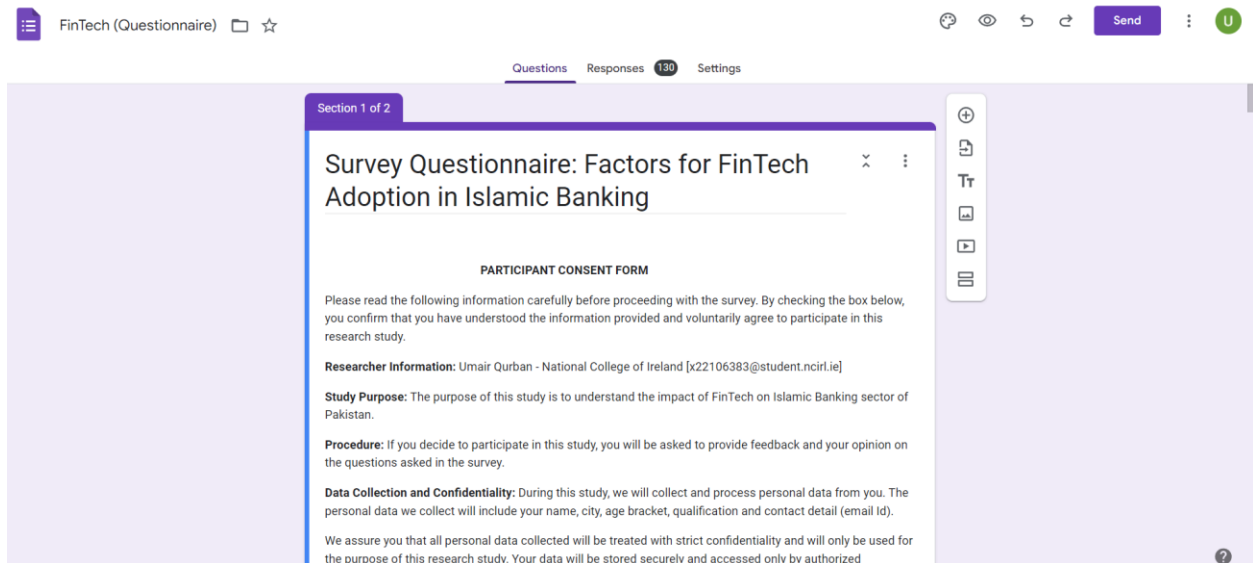 FinTech (Questionnaire)
Send
U
Questions Responses 130 Settings
Section 1 of 2
Survey Questionnaire: Factors for FinTech
Adoption in Islamic Banking
Tт
PARTICIPANT CONSENT FORM
Please read the following information carefully before proceeding with the survey. By checking the box below,
you confirm that you have understood the information provided and voluntarily agree to participate in this
research study.
Researcher Information: Umair Qurban - National College of Ireland [x22106383@student.ncirl.ie]
Study Purpose: The purpose of this study is to understand the impact of FinTech on Islamic Banking sector of
Pakistan.
Procedure: If you decide to participate in this study, you will be asked to provide feedback and your opinion on
the questions asked in the survey.
Data Collection and Confidentiality: During this study, we will collect and process personal data from you. The
personal data we collect will include your name, city, age bracket, qualification and contact detail (email Id).
We assure you that all personal data collected will be treated with strict confidentiality and will only be used for
the purpose of this research study. Your data will be stored securely and accessed only by authorized